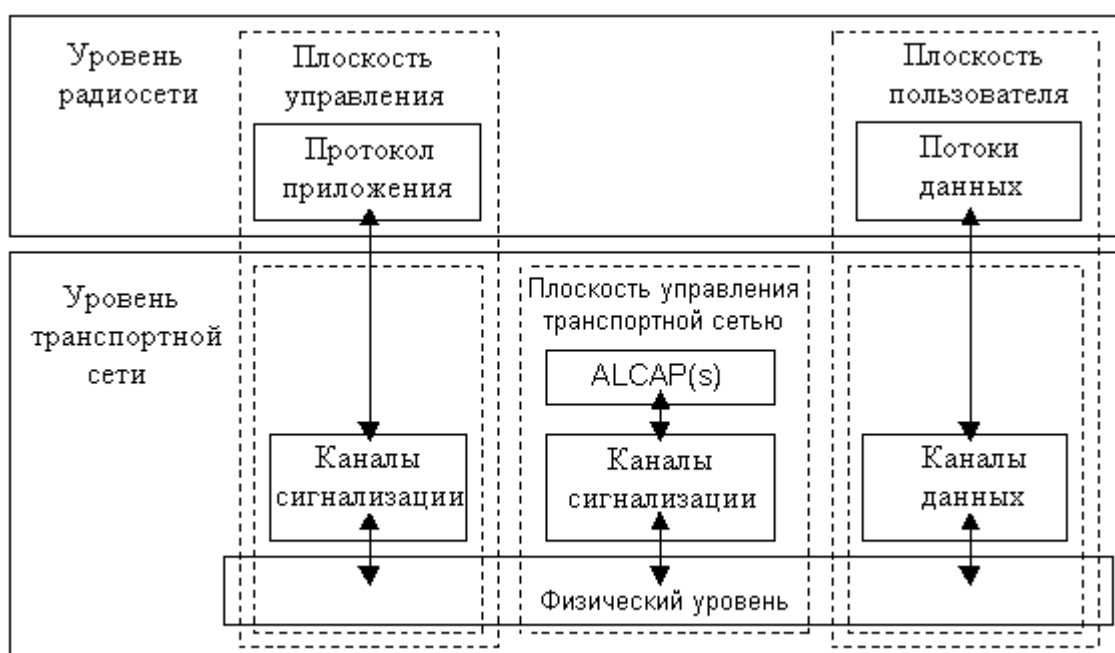 Уровень
радиосети
Плоскость
управления
Протокол
приложения
Плоскость
пользователя
Потоки
данных
Уровень
транспортной
сети
Плоскость управления
транспортной сетью
ALCAP(s)
Каналы
сигнализации
Каналы
сигнализации
Каналы
данных
Физический уровень